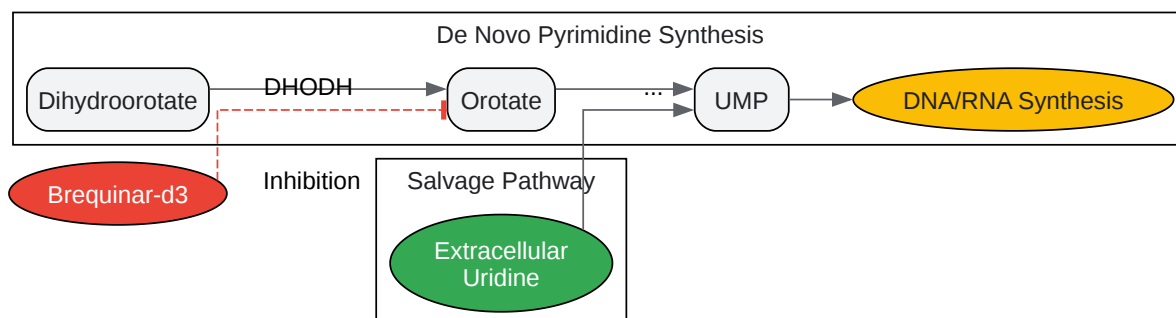 De Novo Pyrimidine Synthesis
Dihydroorotate
DHODH
Orotate
...
UMP
DNA/RNA Synthesis
Brequinar-d3
Inhibition
Salvage Pathway
Extracellular
Uridine